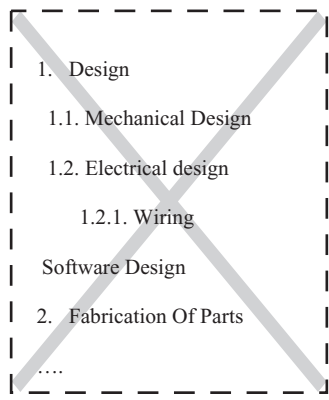 1. Design
1.1. Mechanical Design
1.2. Electrical design
1.2.1. Wiring
Software Design
2. Fabrication Of Parts
….